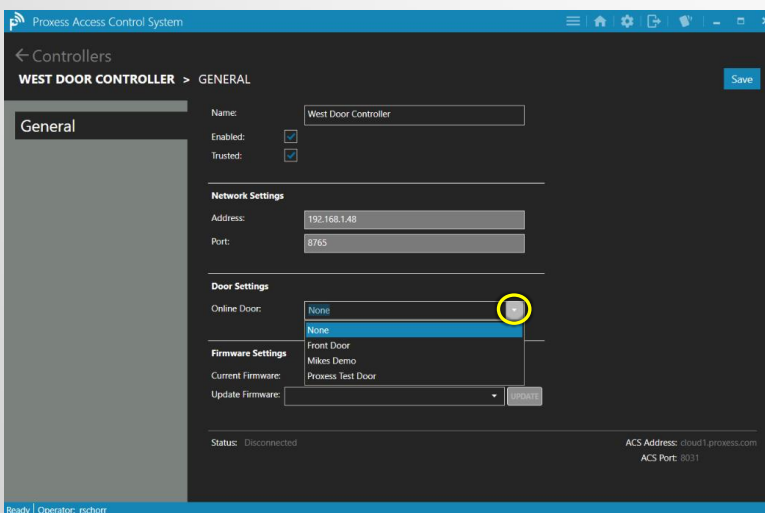 Proxess Access Control System
Controllers
WEST DOOR CONTROLLER > GENERAL
Save
General
Name: West Door Controller
Enabled:
Trusted:
Network Settings
Address: 192.168.1.48
Port: 8765
Door Settings
Online Door: None
None
Front Door
Mikes Demo
Proxess Test Door
Firmware Settings
Current Firmware:
Update Firmware: UPDATE
Status: Disconnected
ACS Address: cloud1.proxess.com
ACS Port: 8031
Ready Operator: rschorr